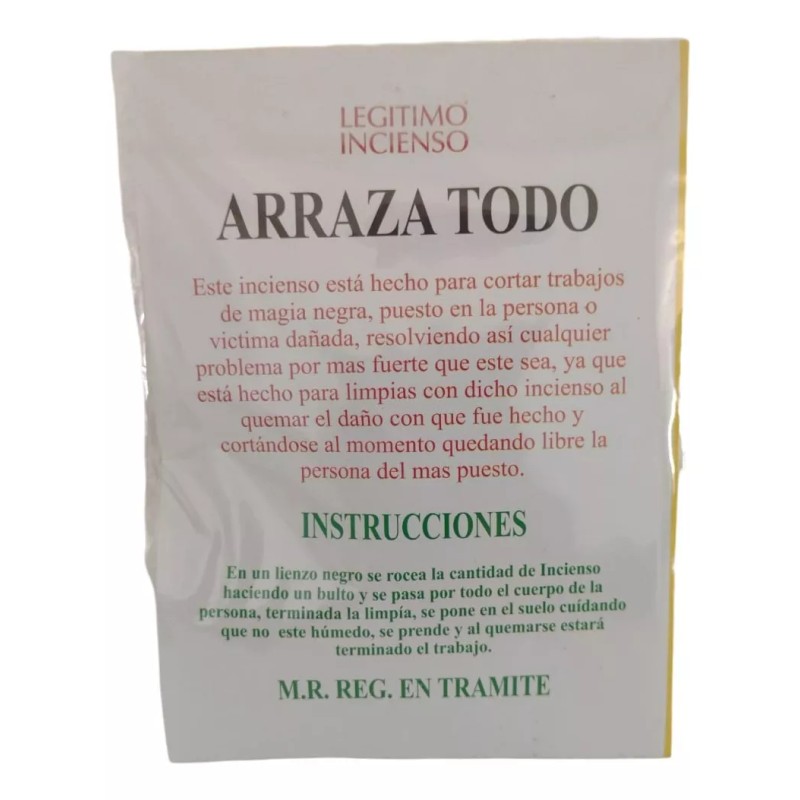 LEGITIMO
INCIENSO
ARRAZA TODO
Este incienso está hecho para cortar trabajos
de magia negra, puesto en la persona o
victima dañada, resolviendo así cualquier
problema por mas fuerte que este sea, ya que
está hecho para limpias con dicho incienso al
quemar el daño con que fue hecho y
cortándose al momento quedando libre la
persona del mas puesto.
INSTRUCCIONES
En un lienzo negro se rocea la cantidad de Incienso
haciendo un bulto y se pasa por todo el cuerpo de la
persona, terminada la limpía, se pone en el suelo cuídando
que no este húmedo, se prende y al quemarse estará
terminado el trabajo.
M.R. REG. EN TRAMITE